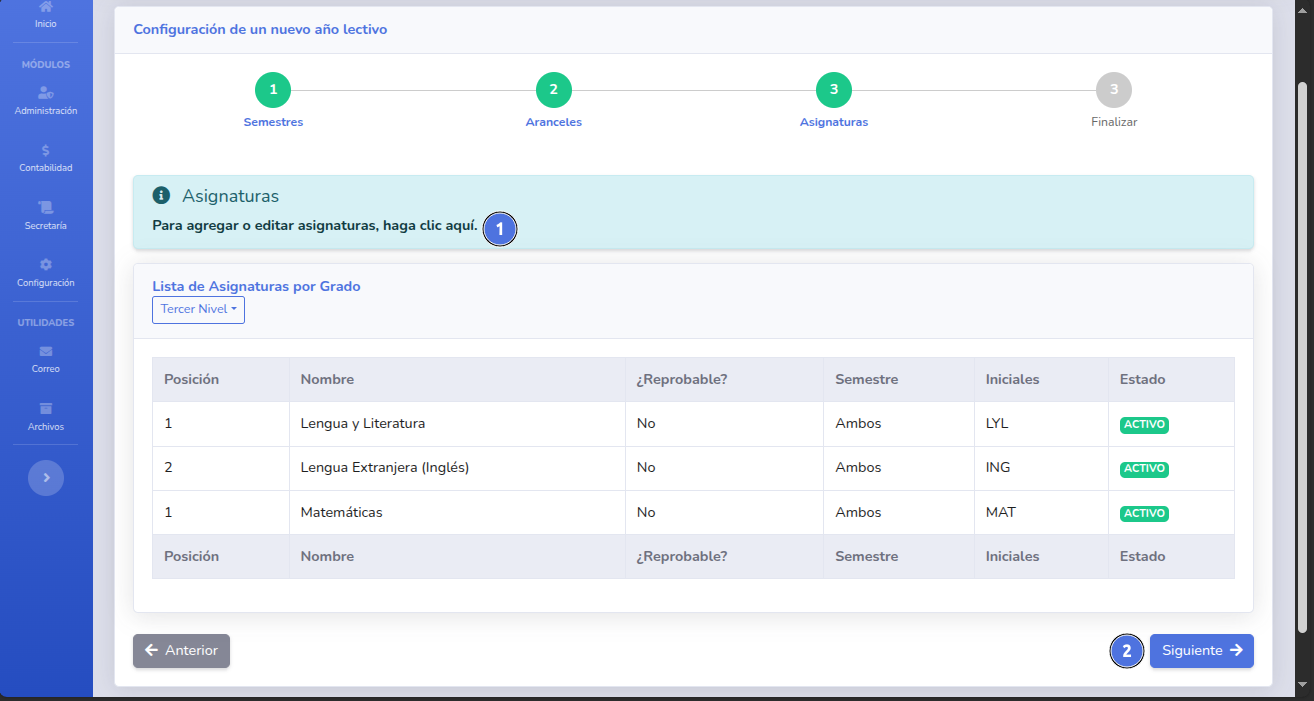 Inicio
MÓDULOS
Administración
$
Contabilidad
Secretaría
Configuración
UTILIDADES
Correo
Archivos
Configuración de un nuevo año lectivo
1 2 3 3
Semestres Aranceles Asignaturas Finalizar
Asignaturas
Para agregar o editar asignaturas, haga clic aquí. 1
Lista de Asignaturas por Grado
Tercer Nivel
Posición Nombre ¿Reprobable? Semestre Iniciales Estado
1 Lengua y Literatura No Ambos LYL ACTIVO
2 Lengua Extranjera (Inglés) No Ambos ING ACTIVO
1 Matemáticas No Ambos MAT ACTIVO
Posición Nombre ¿Reprobable? Semestre Iniciales Estado
Anterior 2 Siguiente